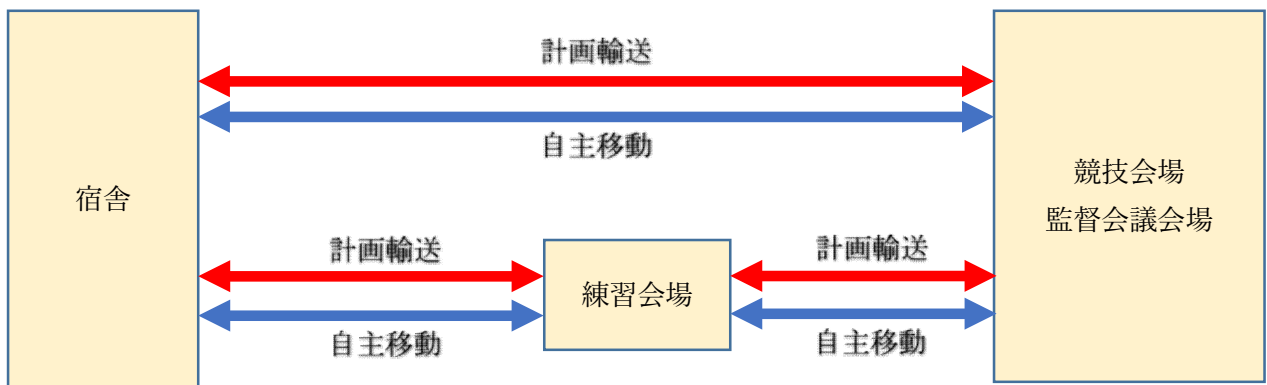 計画輸送
自主移動
宿舎
競技会場
監督会議会場
計画輸送
計画輸送
練習会場
自主移動
自主移動